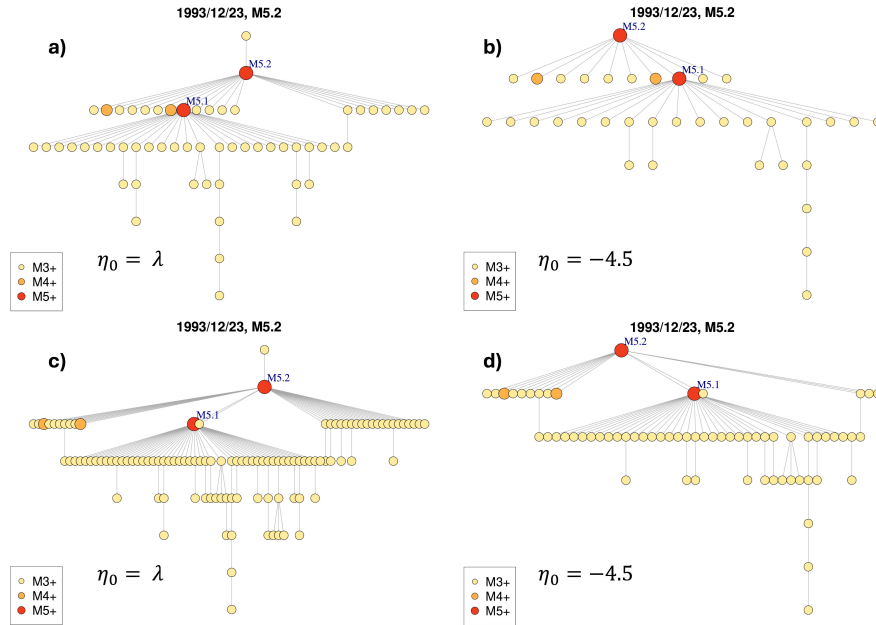 1993/12/23, M5.2
a)
M5.2
M5.1
M3+
M4+
M5+
η₀ = λ
1993/12/23, M5.2
b)
M5.2
M5.1
M3+
M4+
M5+
η₀ = −4.5
1993/12/23, M5.2
c)
M5.2
M5.1
M3+
M4+
M5+
η₀ = λ
1993/12/23, M5.2
d)
M5.2
M5.1
M3+
M4+
M5+
η₀ = −4.5